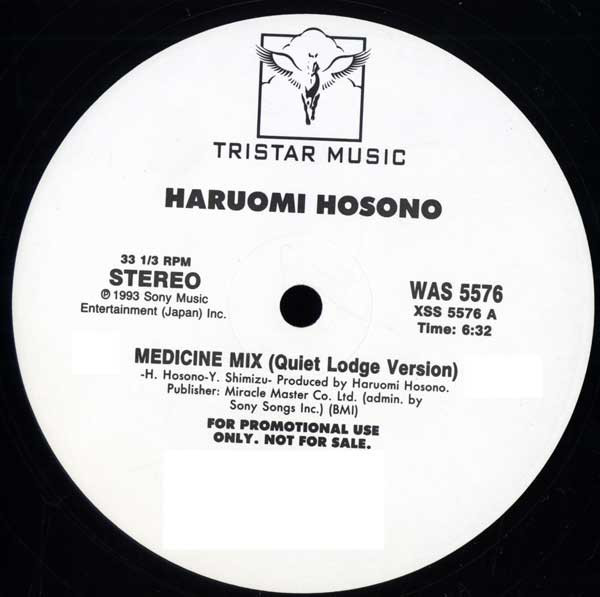 TRISTAR MUSIC
HARUOMI HOSONO
33 1/3 RPM
STEREO
℗ 1993 Sony Music
Entertainment (Japan) Inc.
WAS 5576
XSS 5576 A
Time: 6:32
MEDICINE MIX (Quiet Lodge Version)
-H. Hosono-Y. Shimizu- Produced by Haruomi Hosono.
Publisher: Miracle Master Co. Ltd. (admin. by
Sony Songs Inc.) (BMI)
FOR PROMOTIONAL USE
ONLY. NOT FOR SALE.